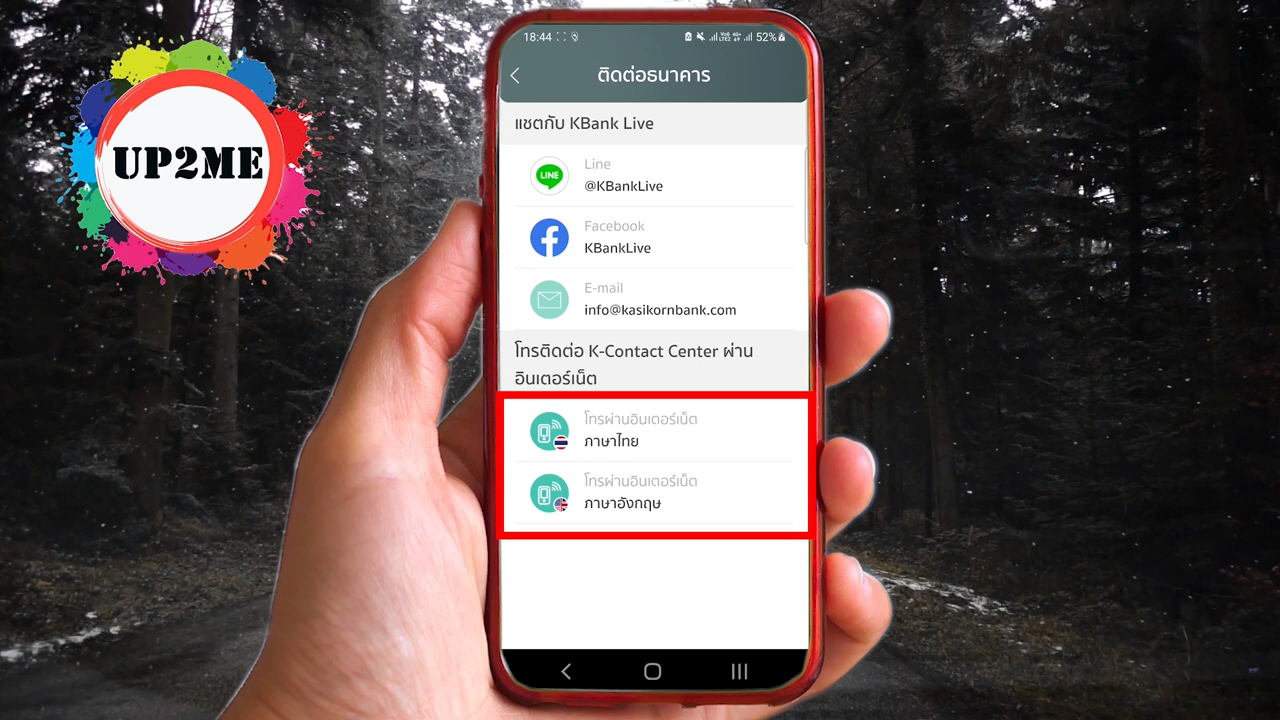 UP2ME
18:44
52%
ติดต่อธนาคาร
แชตกับ KBank Live
LINE
Line
@KBankLive
Facebook
KBankLive
E-mail
info@kasikornbank.com
โทรติดต่อ K-Contact Center ผ่าน
อินเตอร์เน็ต
โทรผ่านอินเตอร์เน็ต
ภาษาไทย
โทรผ่านอินเตอร์เน็ต
ภาษาอังกฤษ